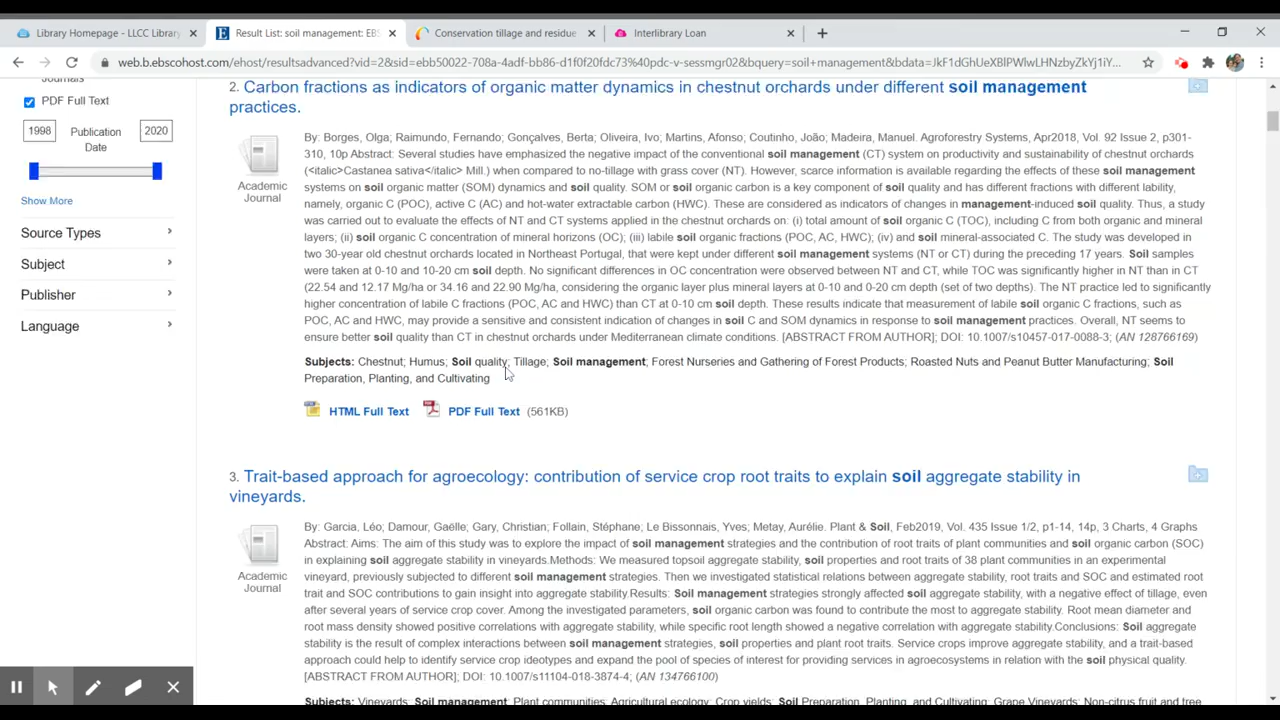 Library Homepage - LLCC Library
Result List: soil management: EBS
Conservation tillage and residue
Interlibrary Loan
web.b.ebscohost.com/ehost/resultsadvanced?vid=2&sid=ebb50022-708a-4adf-bb86-d1f0f20fdc73%40pdc-v-sessmgr02&bquery=soil+management&bdata=JkF1dGhUeXBlPWlwLHNzbyZkYj1iY...
Journals
PDF Full Text
1998 Publication Date 2020
Show More
Source Types
Subject
Publisher
Language
2. Carbon fractions as indicators of organic matter dynamics in chestnut orchards under different soil management
practices.
Academic
Journal
By: Borges, Olga; Raimundo, Fernando; Gonçalves, Berta; Oliveira, Ivo; Martins, Afonso; Coutinho, João; Madeira, Manuel. Agroforestry Systems, Apr2018, Vol. 92 Issue 2, p301-
310, 10p Abstract: Several studies have emphasized the negative impact of the conventional soil management (CT) system on productivity and sustainability of chestnut orchards
(<italic>Castanea sativa</italic> Mill.) when compared to no-tillage with grass cover (NT). However, scarce information is available regarding the effects of these soil management
systems on soil organic matter (SOM) dynamics and soil quality. SOM or soil organic carbon is a key component of soil quality and has different fractions with different lability,
namely, organic C (POC), active C (AC) and hot-water extractable carbon (HWC). These are considered as indicators of changes in management-induced soil quality. Thus, a study
was carried out to evaluate the effects of NT and CT systems applied in the chestnut orchards on: (i) total amount of soil organic C (TOC), including C from both organic and mineral
layers; (ii) soil organic C concentration of mineral horizons (OC); (iii) labile soil organic fractions (POC, AC, HWC); (iv) and soil mineral-associated C. The study was developed in
two 30-year old chestnut orchards located in Northeast Portugal, that were kept under different soil management systems (NT or CT) during the preceding 17 years. Soil samples
were taken at 0-10 and 10-20 cm soil depth. No significant differences in OC concentration were observed between NT and CT, while TOC was significantly higher in NT than in CT
(22.54 and 12.17 Mg/ha or 34.16 and 22.90 Mg/ha, considering the organic layer plus mineral layers at 0-10 and 0-20 cm depth (set of two depths). The NT practice led to significantly
higher concentration of labile C fractions (POC, AC and HWC) than CT at 0-10 cm soil depth. These results indicate that measurement of labile soil organic C fractions, such as
POC, AC and HWC, may provide a sensitive and consistent indication of changes in soil C and SOM dynamics in response to soil management practices. Overall, NT seems to
ensure better soil quality than CT in chestnut orchards under Mediterranean climate conditions. [ABSTRACT FROM AUTHOR]; DOI: 10.1007/s10457-017-0088-3; (AN 128766169)
Subjects: Chestnut; Humus; Soil quality; Tillage; Soil management; Forest Nurseries and Gathering of Forest Products; Roasted Nuts and Peanut Butter Manufacturing; Soil
Preparation, Planting, and Cultivating
HTML Full Text PDF Full Text (561KB)
3. Trait-based approach for agroecology: contribution of service crop root traits to explain soil aggregate stability in
vineyards.
Academic
Journal
By: Garcia, Léo; Damour, Gaëlle; Gary, Christian; Follain, Stéphane; Le Bissonnais, Yves; Metay, Aurélie. Plant & Soil, Feb2019, Vol. 435 Issue 1/2, p1-14, 14p, 3 Charts, 4 Graphs
Abstract: Aims: The aim of this study was to explore the impact of soil management strategies and the contribution of root traits of plant communities and soil organic carbon (SOC)
in explaining soil aggregate stability in vineyards.Methods: We measured topsoil aggregate stability, soil properties and root traits of 38 plant communities in an experimental
vineyard, previously subjected to different soil management strategies. Then we investigated statistical relations between aggregate stability, root traits and SOC and estimated root
trait and SOC contributions to gain insight into aggregate stability.Results: Soil management strategies strongly affected soil aggregate stability, with a negative effect of tillage, even
after several years of service crop cover. Among the investigated parameters, soil organic carbon was found to contribute the most to aggregate stability. Root mean diameter and
root mass density showed positive correlations with aggregate stability, while specific root length showed a negative correlation with aggregate stability.Conclusions: Soil aggregate
stability is the result of complex interactions between soil management strategies, soil properties and plant root traits. Service crops improve aggregate stability, and a trait-based
approach could help to identify service crop ideotypes and expand the pool of species of interest for providing services in agroecosystems in relation with the soil physical quality.
[ABSTRACT FROM AUTHOR]; DOI: 10.1007/s11104-018-3874-4; (AN 134766100)
Subjects: Vineyards; Soil management; Plant communities; Agricultural ecology; Crop yields; Soil Preparation, Planting, and Cultivating; Grape Vineyards; Non-citrus fruit and tree